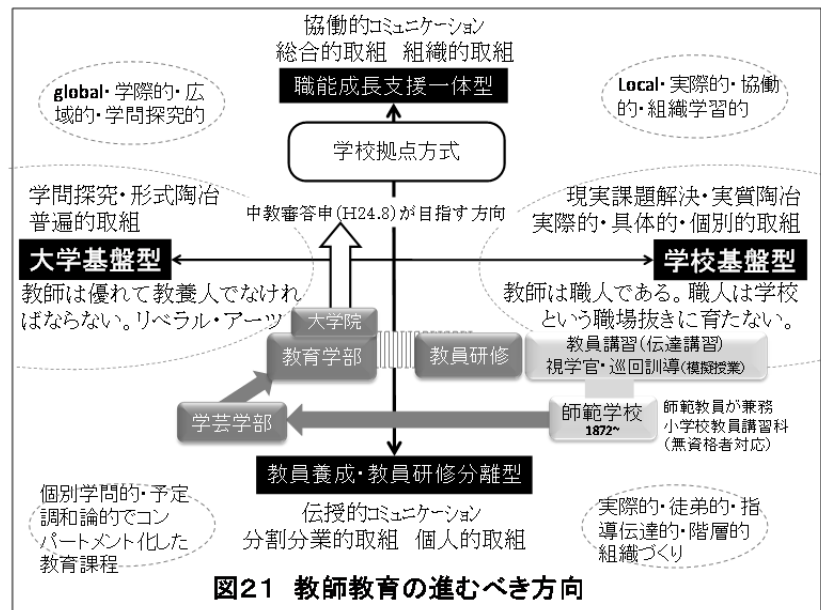 協働的コミュニケーション
総合的取組 組織的取組
職能成長支援一体型
global・学際的・広
域的・学問探究的
Local・実際的・協働
的・組織学習的
学校拠点方式
学問探究・形式陶冶
普遍的取組
中教審答申(H24.8)が目指す方向
現実課題解決・実質陶冶
実際的・具体的・個別的取組
大学基盤型
学校基盤型
教師は優れて教養人でなけれ
ばならない。リベラル・アーツ
教師は職人である。職人は学校
という職場抜きに育たない。
大学院
教育学部
教員研修
教員講習(伝達講習)
視学官・巡回訓導(模擬授業)
学芸学部
師範学校
1872~
師範教員が兼務
小学校教員講習科
(無資格者対応)
教員養成・教員研修分離型
伝授的コミュニケーション
分割分業的取組 個人的取組
個別学問的・予定
調和論的でコン
パートメント化した
教育課程
実際的・徒弟的・指
導伝達的・階層的
組織づくり
図21 教師教育の進むべき方向